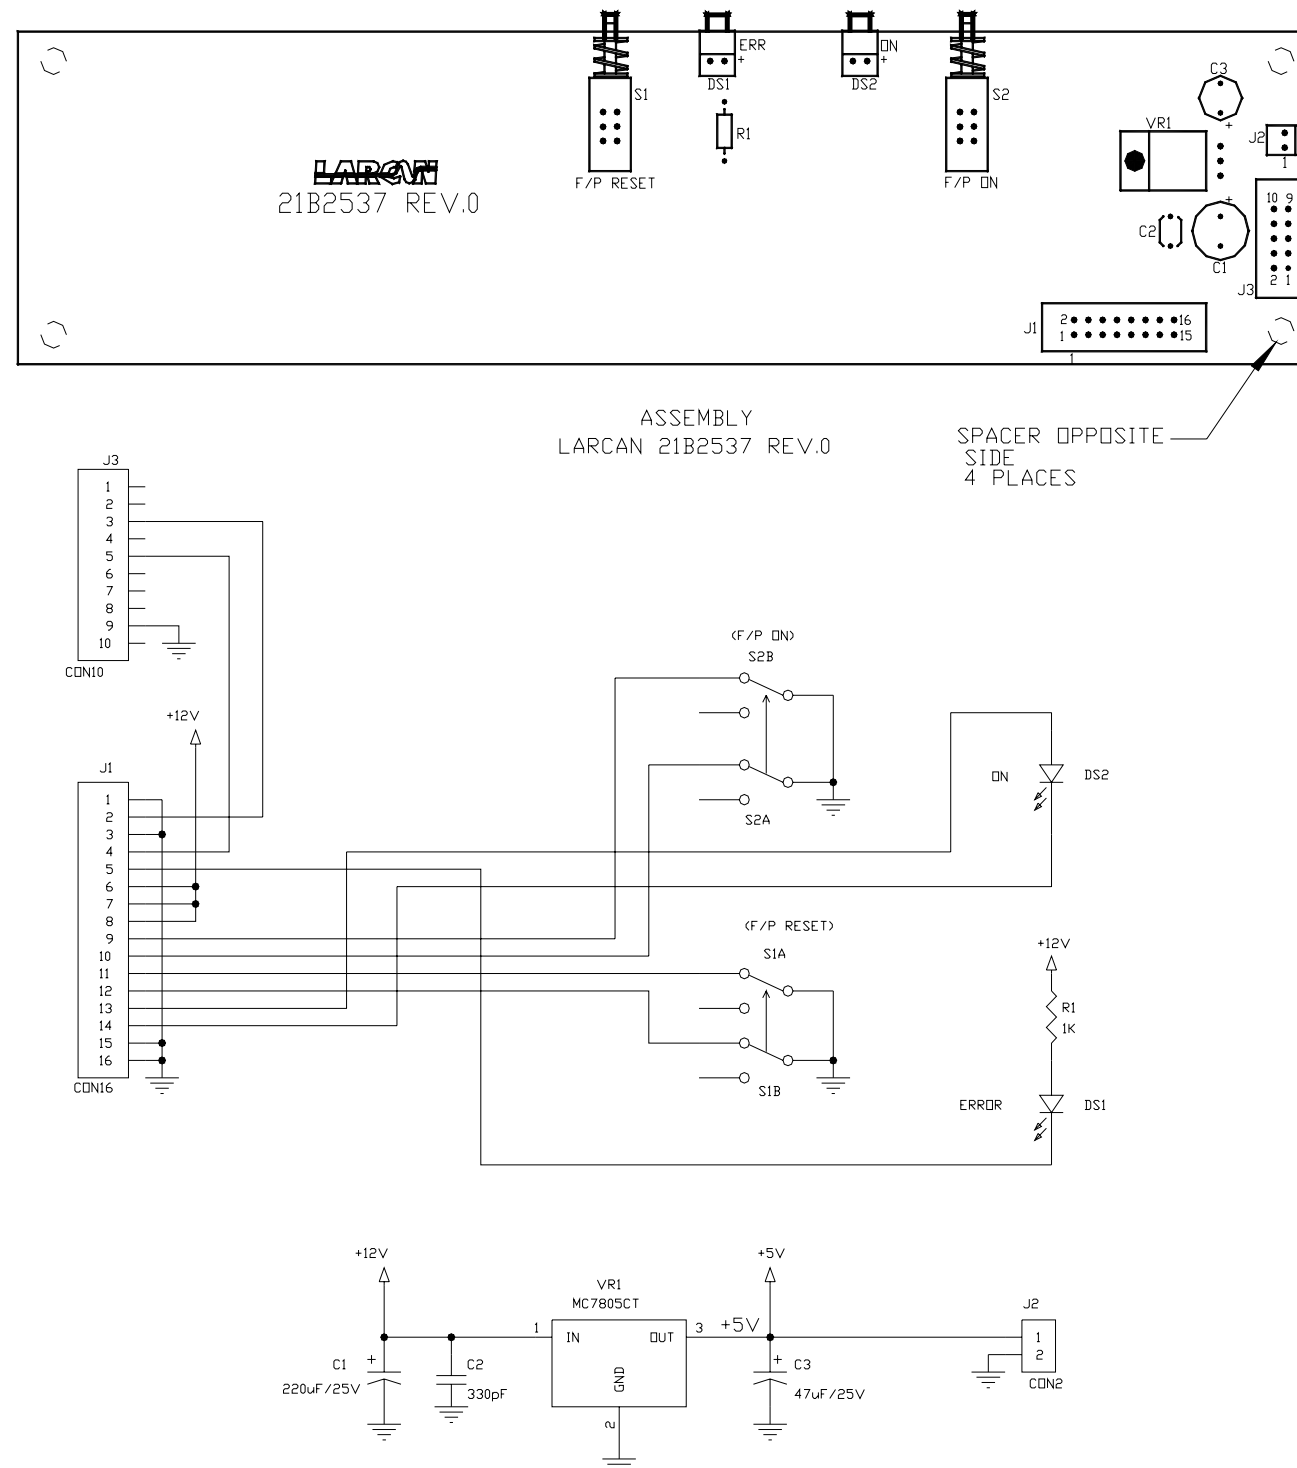 ERR
+
DS1
ON
+
DS2
S1
S2
R1
C3
+
VR1
J2
1
LARCAN
21B2537 REV.0
F/P RESET
F/P ON
10 9
+
C2
C1
2 1
J3
J1
2
16
1
15
1
ASSEMBLY
LARCAN 21B2537 REV.0
SPACER OPPOSITE
SIDE
4 PLACES
J3
1
2
3
4
5
6
7
8
9
10
CON10
+12V
J1
1
2
3
4
5
6
7
8
9
10
11
12
13
14
15
16
CON16
(F/P ON)
S2B
S2A
ON
DS2
(F/P RESET)
S1A
S1B
+12V
R1
1K
ERROR
DS1
+12V
+
C1
220uF/25V
C2
330pF
VR1
MC7805CT
1
IN
OUT
3
GND
2
+5V
+5V
+
C3
47uF/25V
J2
1
2
CON2